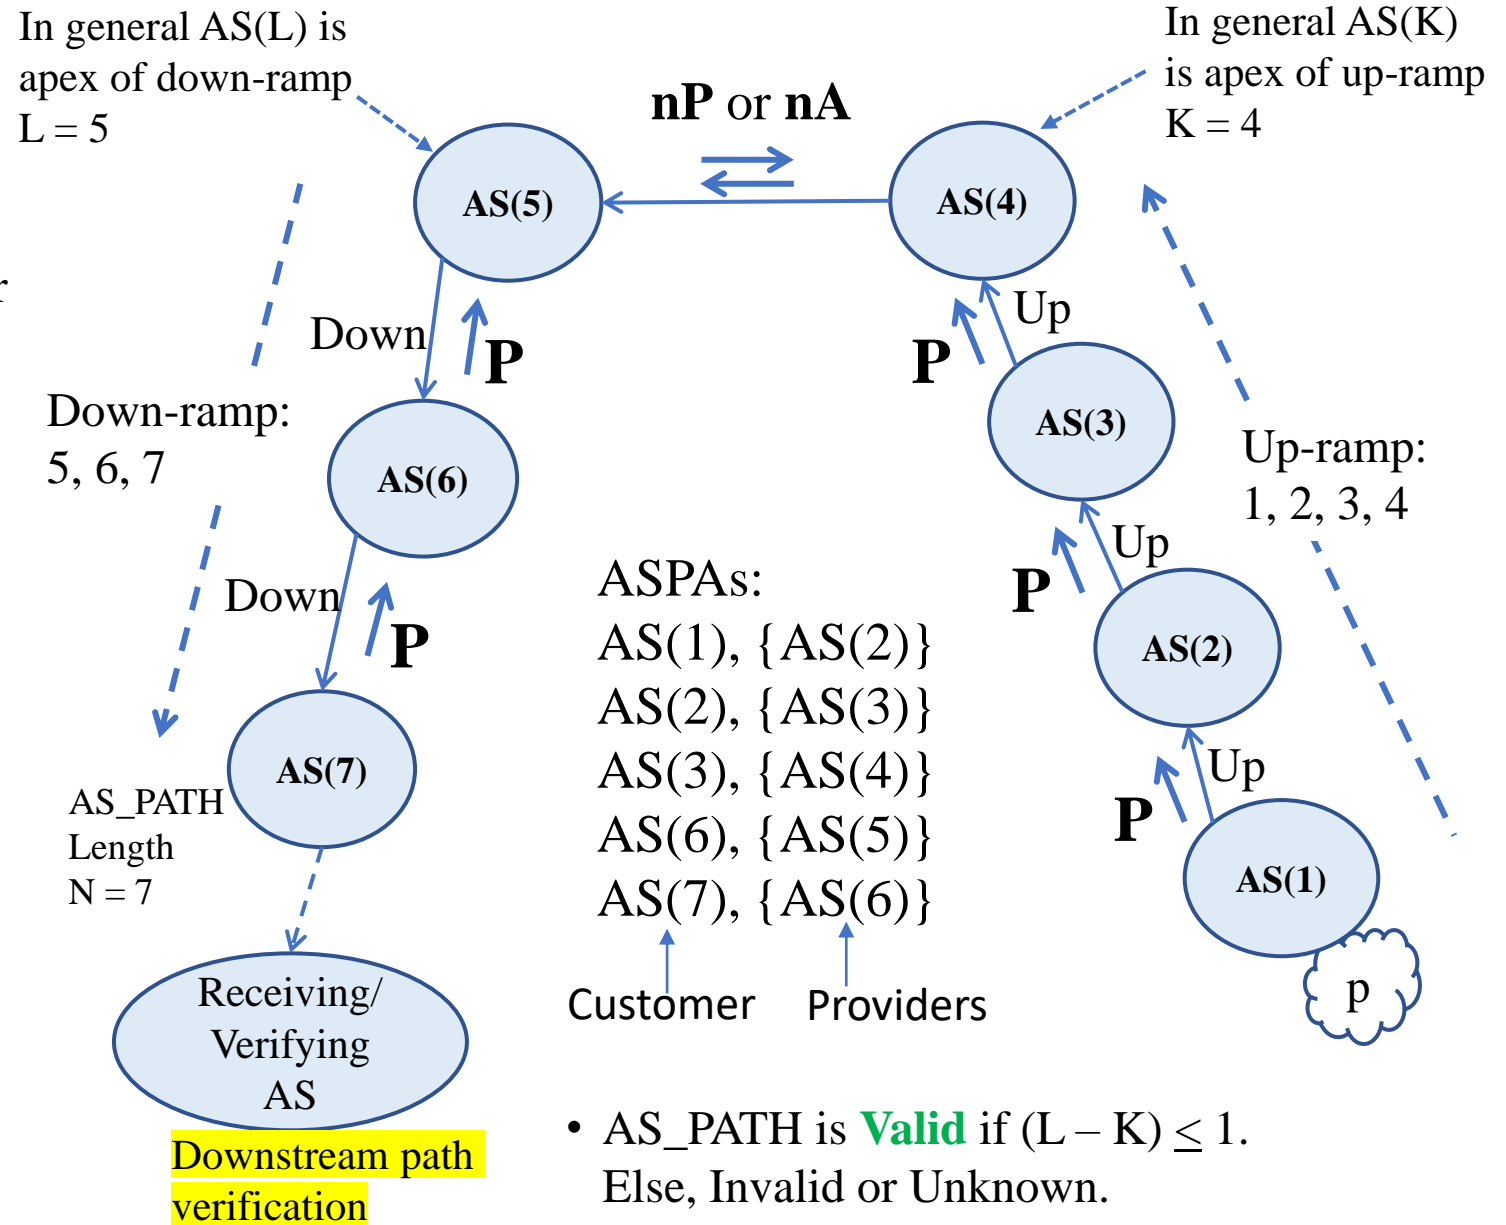 In general AS(L) is
apex of down-ramp
L = 5
nP or nA
In general AS(K)
is apex of up-ramp
K = 4
AS(5)
AS(4)
r
Down
P
P
Up
Down-ramp:
5, 6, 7
AS(6)
AS(3)
Up-ramp:
1, 2, 3, 4
Down
P
P
Up
ASPAs:
AS(1), {AS(2)}
AS(2), {AS(3)}
AS(3), {AS(4)}
AS(6), {AS(5)}
AS(7), {AS(6)}
Customer
Providers
AS(2)
AS(7)
AS_PATH
Length
N = 7
P
Up
AS(1)
p
Receiving/
Verifying
AS
Downstream path
verification
• AS_PATH is Valid if (L – K) ≤ 1.
Else, Invalid or Unknown.